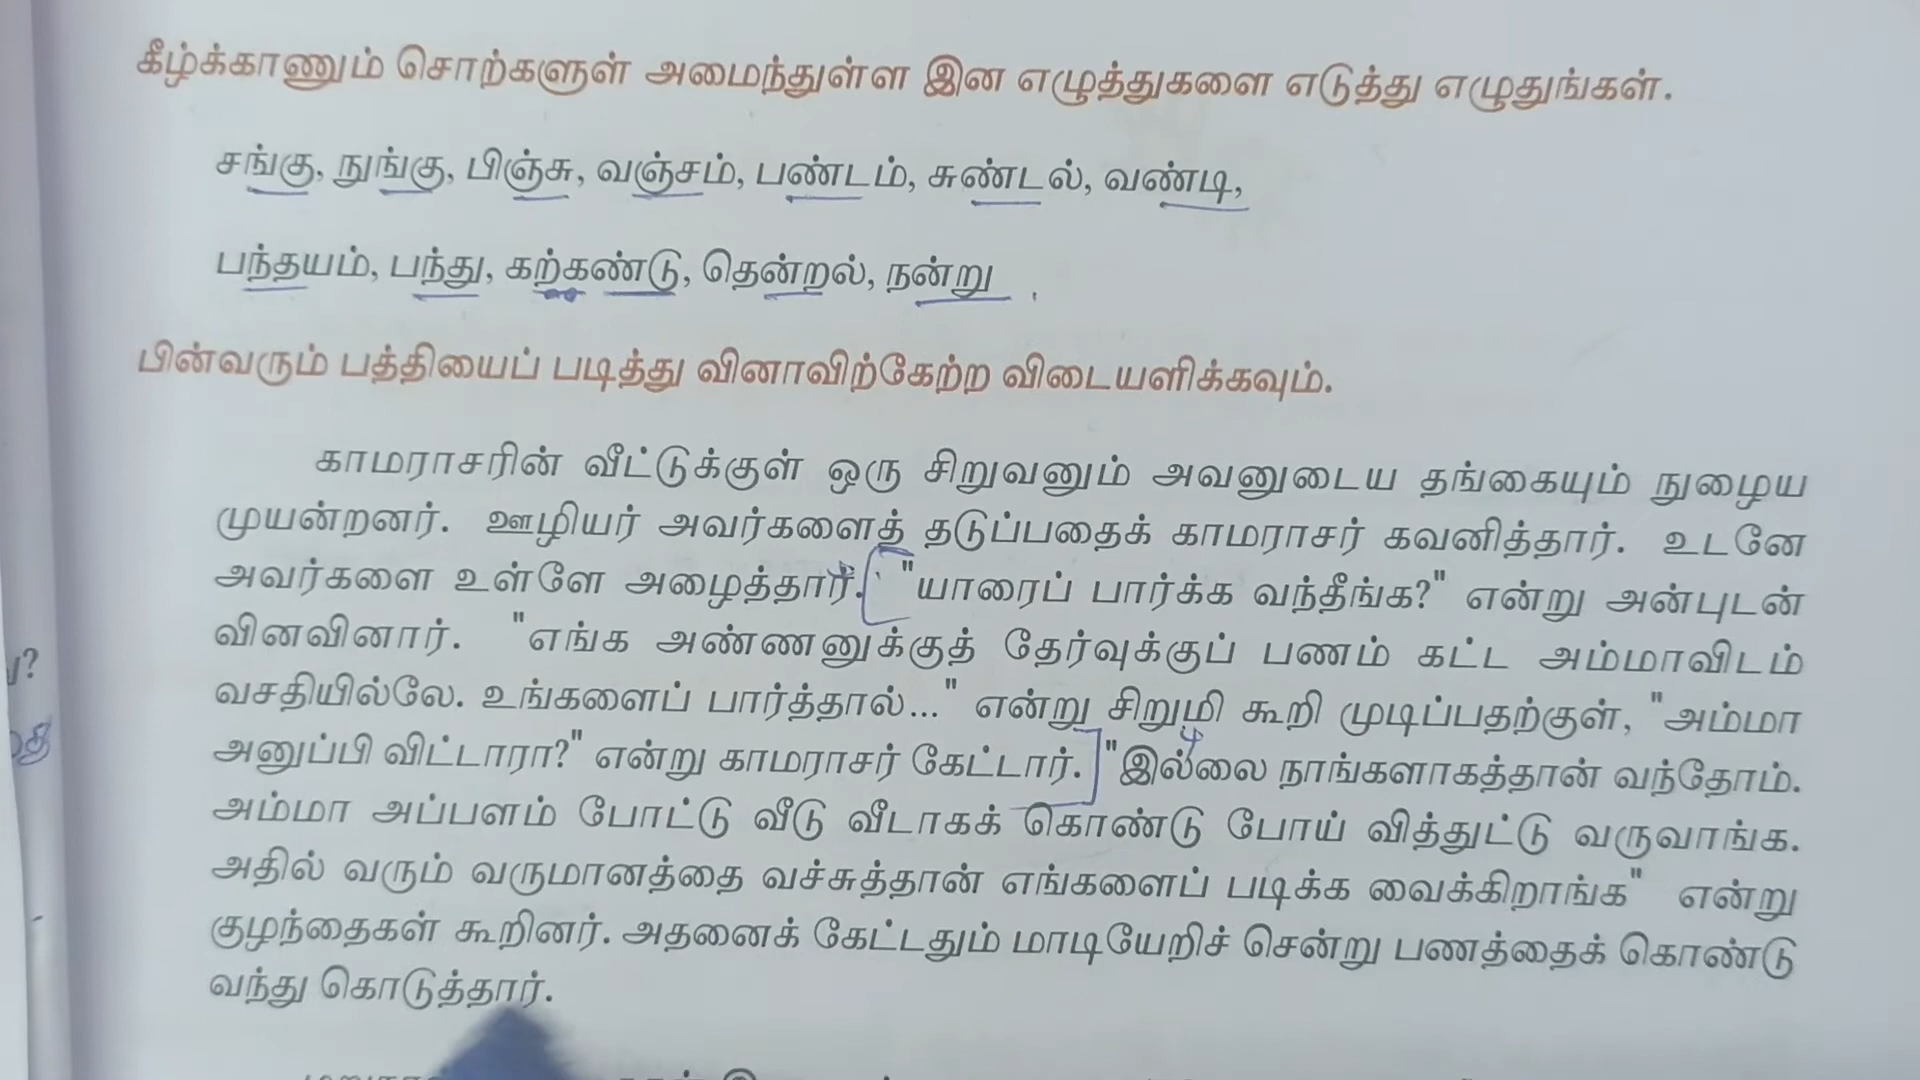 கீழ்க்காணும் சொற்களுள் அமைந்துள்ள இன எழுத்துகளை எடுத்து எழுதுங்கள்.
சங்கு, நுங்கு, பிஞ்சு, வஞ்சம், பண்டம், சுண்டல், வண்டி,
பந்தயம், பந்து, கற்கண்டு, தென்றல், நன்று
பின்வரும் பத்தியைப் படித்து வினாவிற்கேற்ற விடையளிக்கவும்.
காமராசரின் வீட்டுக்குள் ஒரு சிறுவனும் அவனுடைய தங்கையும் நுழைய
முயன்றனர். ஊழியர் அவர்களைத் தடுப்பதைக் காமராசர் கவனித்தார். உடனே
அவர்களை உள்ளே அழைத்தார். "யாரைப் பார்க்க வந்தீங்க?" என்று அன்புடன்
வினவினார். "எங்க அண்ணனுக்குத் தேர்வுக்குப் பணம் கட்ட அம்மாவிடம்
வசதியில்லே. உங்களைப் பார்த்தால்..." என்று சிறுமி கூறி முடிப்பதற்குள், "அம்மா
அனுப்பி விட்டாரா?" என்று காமராசர் கேட்டார். "இல்லை நாங்களாகத்தான் வந்தோம்.
அம்மா அப்பளம் போட்டு வீடு வீடாகக் கொண்டு போய் வித்துட்டு வருவாங்க.
அதில் வரும் வருமானத்தை வச்சுத்தான் எங்களைப் படிக்க வைக்கிறாங்க" என்று
குழந்தைகள் கூறினர். அதனைக் கேட்டதும் மாடியேறிச் சென்று பணத்தைக் கொண்டு
வந்து கொடுத்தார்.